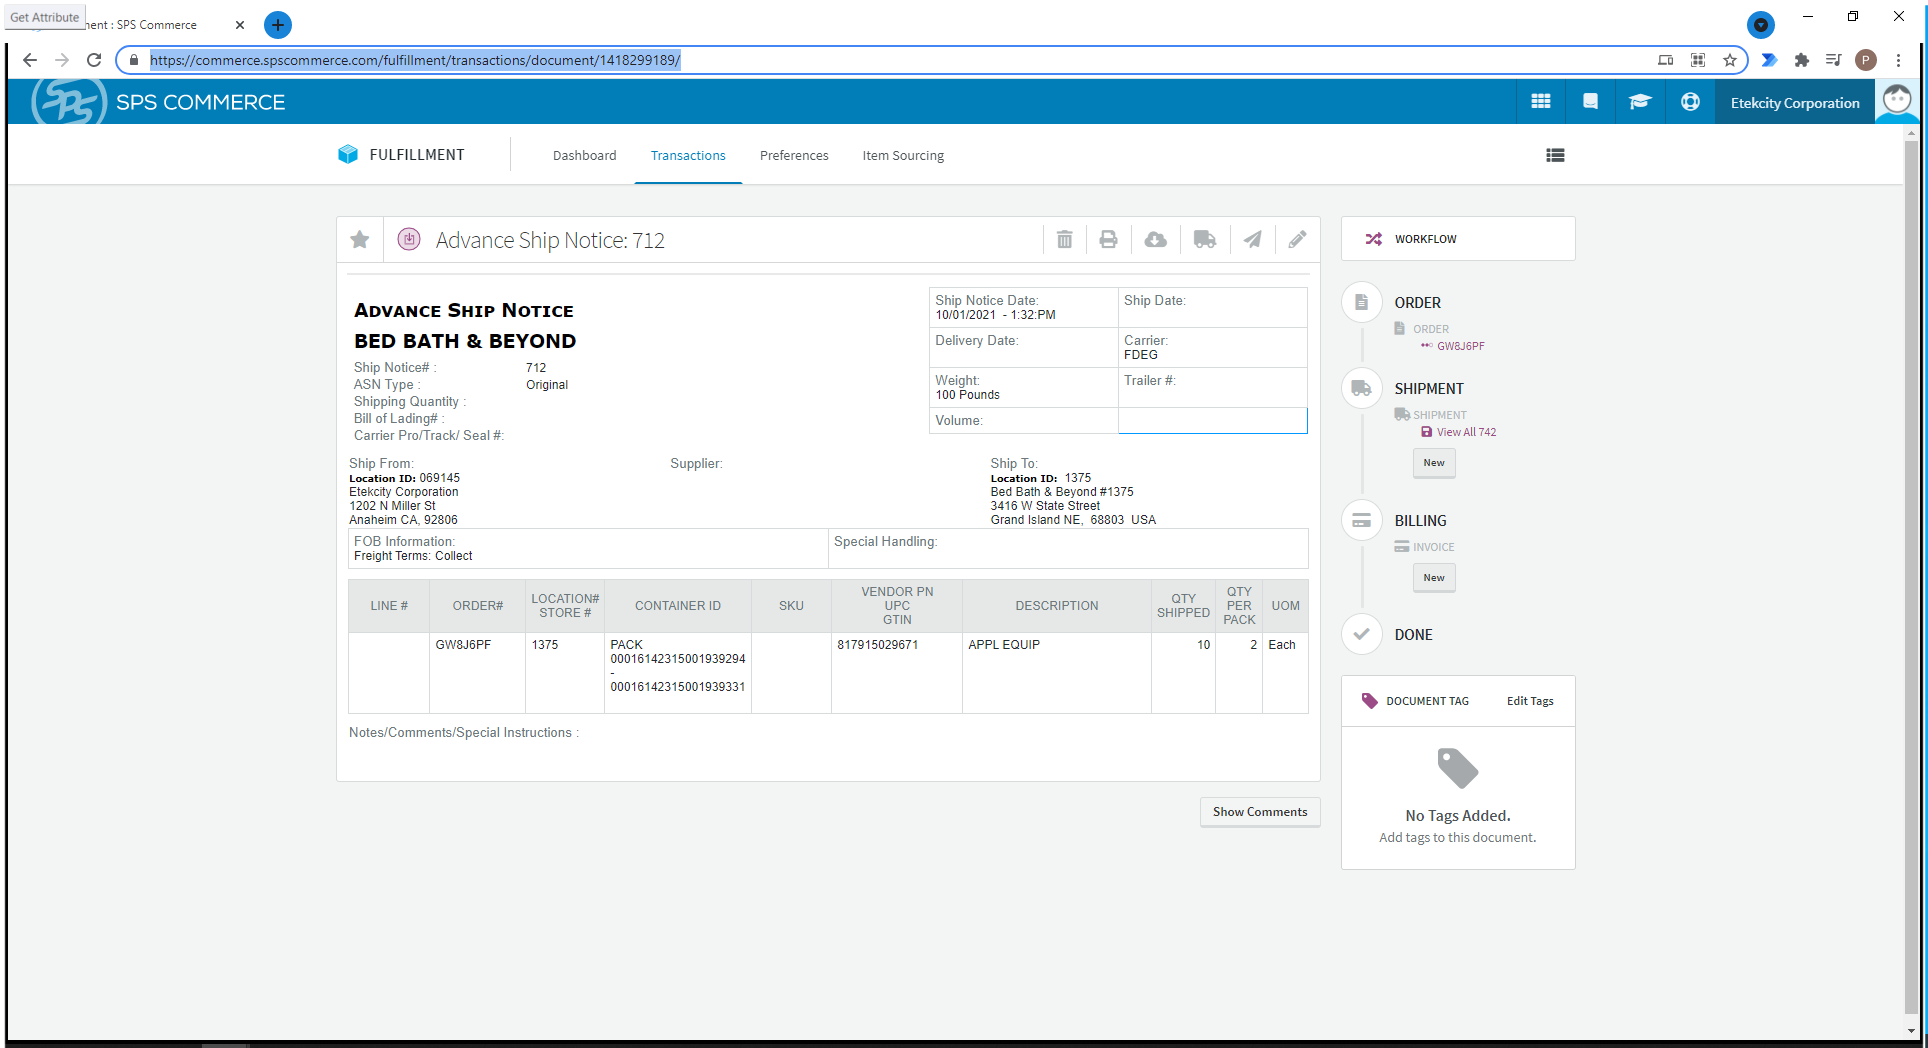 Get Attribute
ment : SPS Commerce
https://commerce.spscommerce.com/fulfillment/transactions/document/1418299189/
P
SPS
SPS COMMERCE
Etekcity Corporation
FULFILLMENT
Dashboard
Transactions
Preferences
Item Sourcing
Advance Ship Notice: 712
ADVANCE SHIP NOTICE
BED BATH & BEYOND
Ship Notice# : 712
ASN Type : Original
Shipping Quantity :
Bill of Lading# :
Carrier Pro/Track/ Seal #:
Ship Notice Date:
10/01/2021 - 1:32:PM
Ship Date:
Delivery Date:
Carrier:
FDEG
Weight:
100 Pounds
Trailer #:
Volume:
Ship From:
Location ID: 069145
Etekcity Corporation
1202 N Miller St
Anaheim CA, 92806
Supplier:
Ship To:
Location ID: 1375
Bed Bath & Beyond #1375
3416 W State Street
Grand Island NE, 68803 USA
FOB Information:
Freight Terms: Collect
Special Handling:
LINE #
ORDER#
LOCATION#
STORE #
CONTAINER ID
SKU
VENDOR PN
UPC
GTIN
DESCRIPTION
QTY
SHIPPED
QTY
PER
PACK
UOM
GW8J6PF
1375
PACK
00016142315001939294
-
00016142315001939331
817915029671
APPL EQUIP
10
2
Each
Notes/Comments/Special Instructions :
Show Comments
WORKFLOW
ORDER
ORDER
GW8J6PF
SHIPMENT
SHIPMENT
View All 742
New
BILLING
INVOICE
New
DONE
DOCUMENT TAG
Edit Tags
No Tags Added.
Add tags to this document.